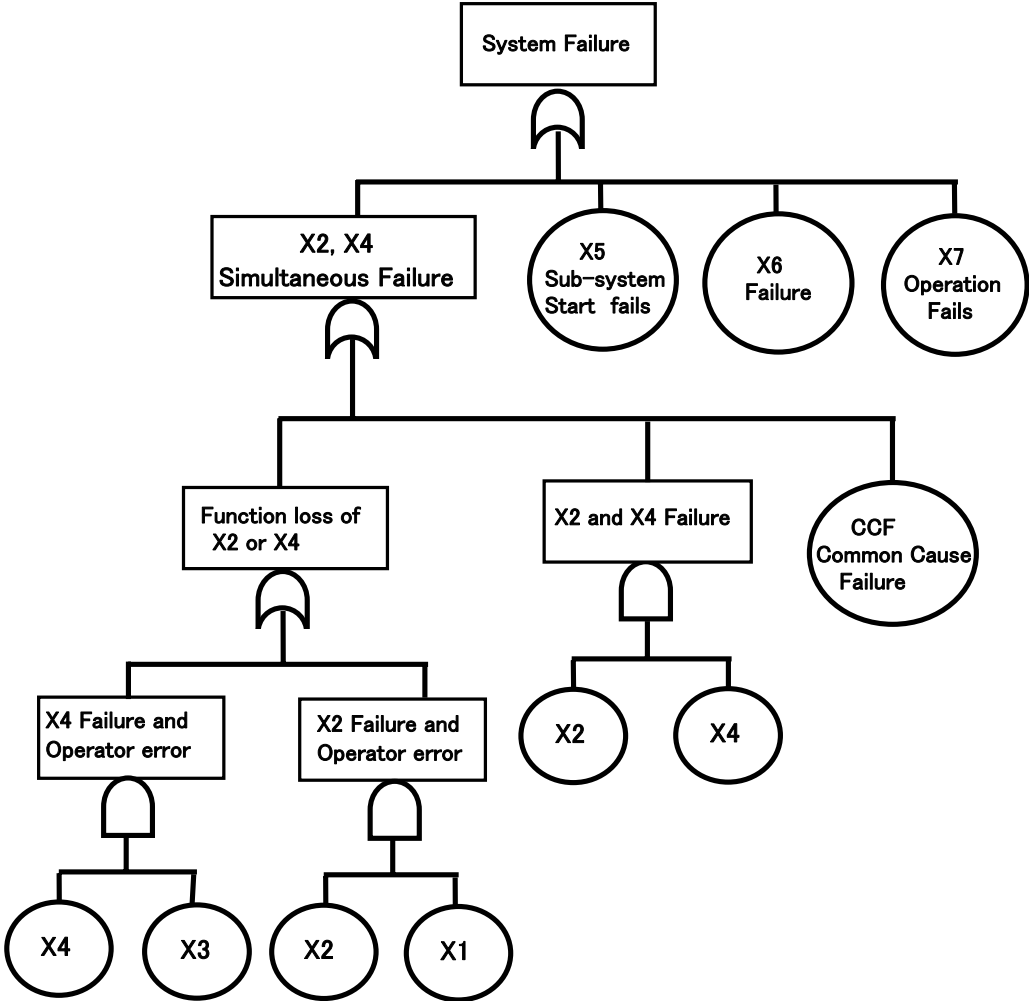 System Failure
X2, X4
Simultaneous Failure
X5
Sub-system
Start fails
X6
Failure
X7
Operation
Fails
Function loss of
X2 or X4
X2 and X4 Failure
CCF
Common Cause
Failure
X4 Failure and
Operator error
X2 Failure and
Operator error
X2
X4
X4
X3
X2
X1